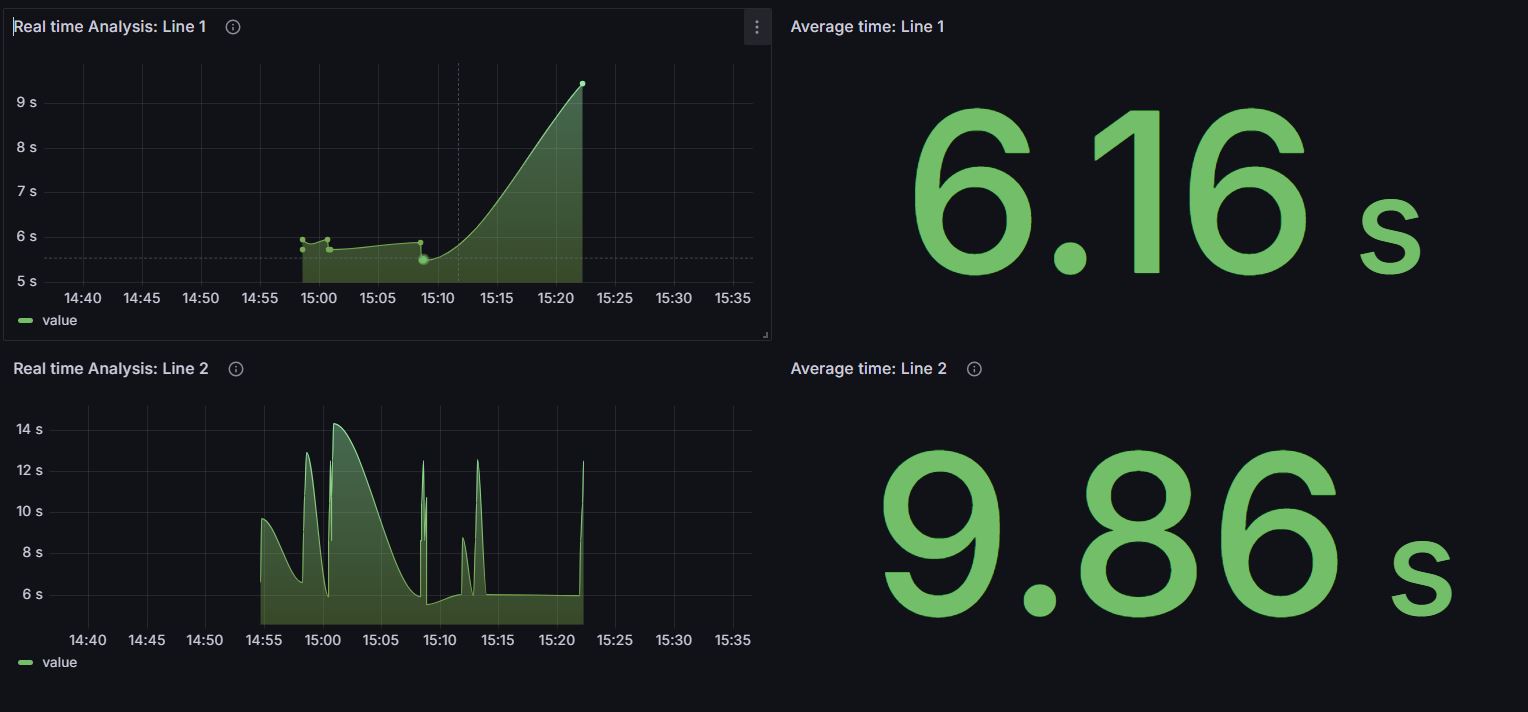 Real time Analysis: Line 1
9 s
8 s
7 s
6 s
5 s
14:40 14:45 14:50 14:55 15:00 15:05 15:10 15:15 15:20 15:25 15:30 15:35
value
Average time: Line 1
6.16 s
Real time Analysis: Line 2
14 s
12 s
10 s
8 s
6 s
14:40 14:45 14:50 14:55 15:00 15:05 15:10 15:15 15:20 15:25 15:30 15:35
value
Average time: Line 2
9.86 s